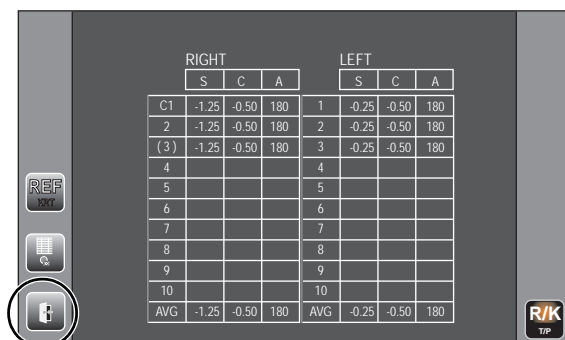 RIGHT LEFT
S C A S C A
C1 -1.25 -0.50 180 1 -0.25 -0.50 180
2 -1.25 -0.50 180 2 -0.25 -0.50 180
(3) -1.25 -0.50 180 3 -0.25 -0.50 180
4 4
5 5
6 6
7 7
8 8
9 9
10 10
AVG -1.25 -0.50 180 AVG -0.25 -0.50 180
REF
KRT
R/K
T/P